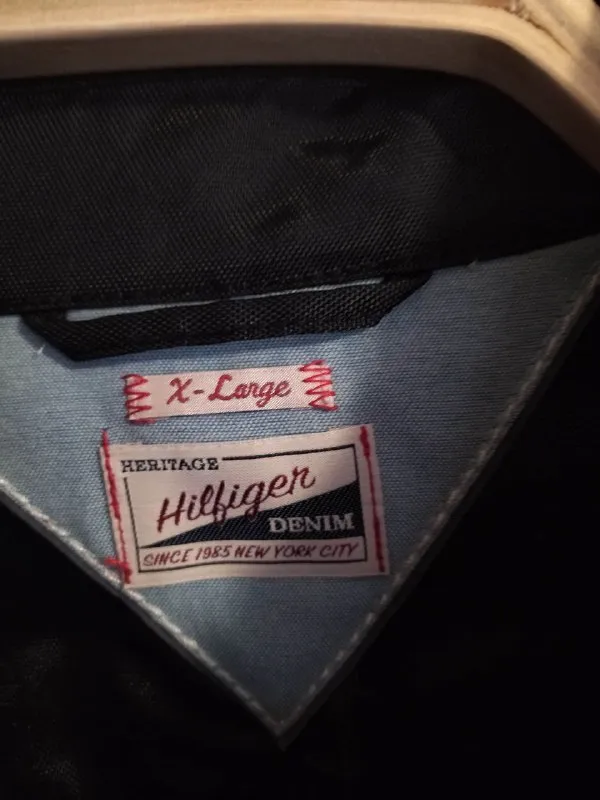 X-Large
HERITAGE
Hilfiger
DENIM
SINCE 1985 NEW YORK CITY